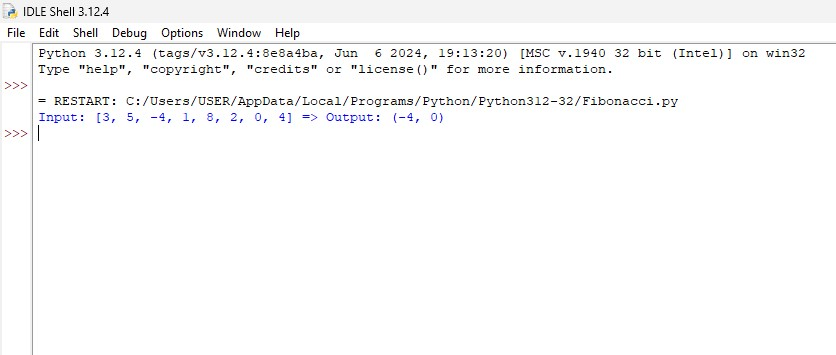 IDLE Shell 3.12.4
File Edit Shell Debug Options Window Help
Python 3.12.4 (tags/v3.12.4:8e8a4ba, Jun  6 2024, 19:13:20) [MSC v.1940 32 bit (Intel)] on win32
Type "help", "copyright", "credits" or "license()" for more information.
>>>
= RESTART: C:/Users/USER/AppData/Local/Programs/Python/Python312-32/Fibonacci.py
Input: [3, 5, -4, 1, 8, 2, 0, 4] => Output: (-4, 0)
>>>